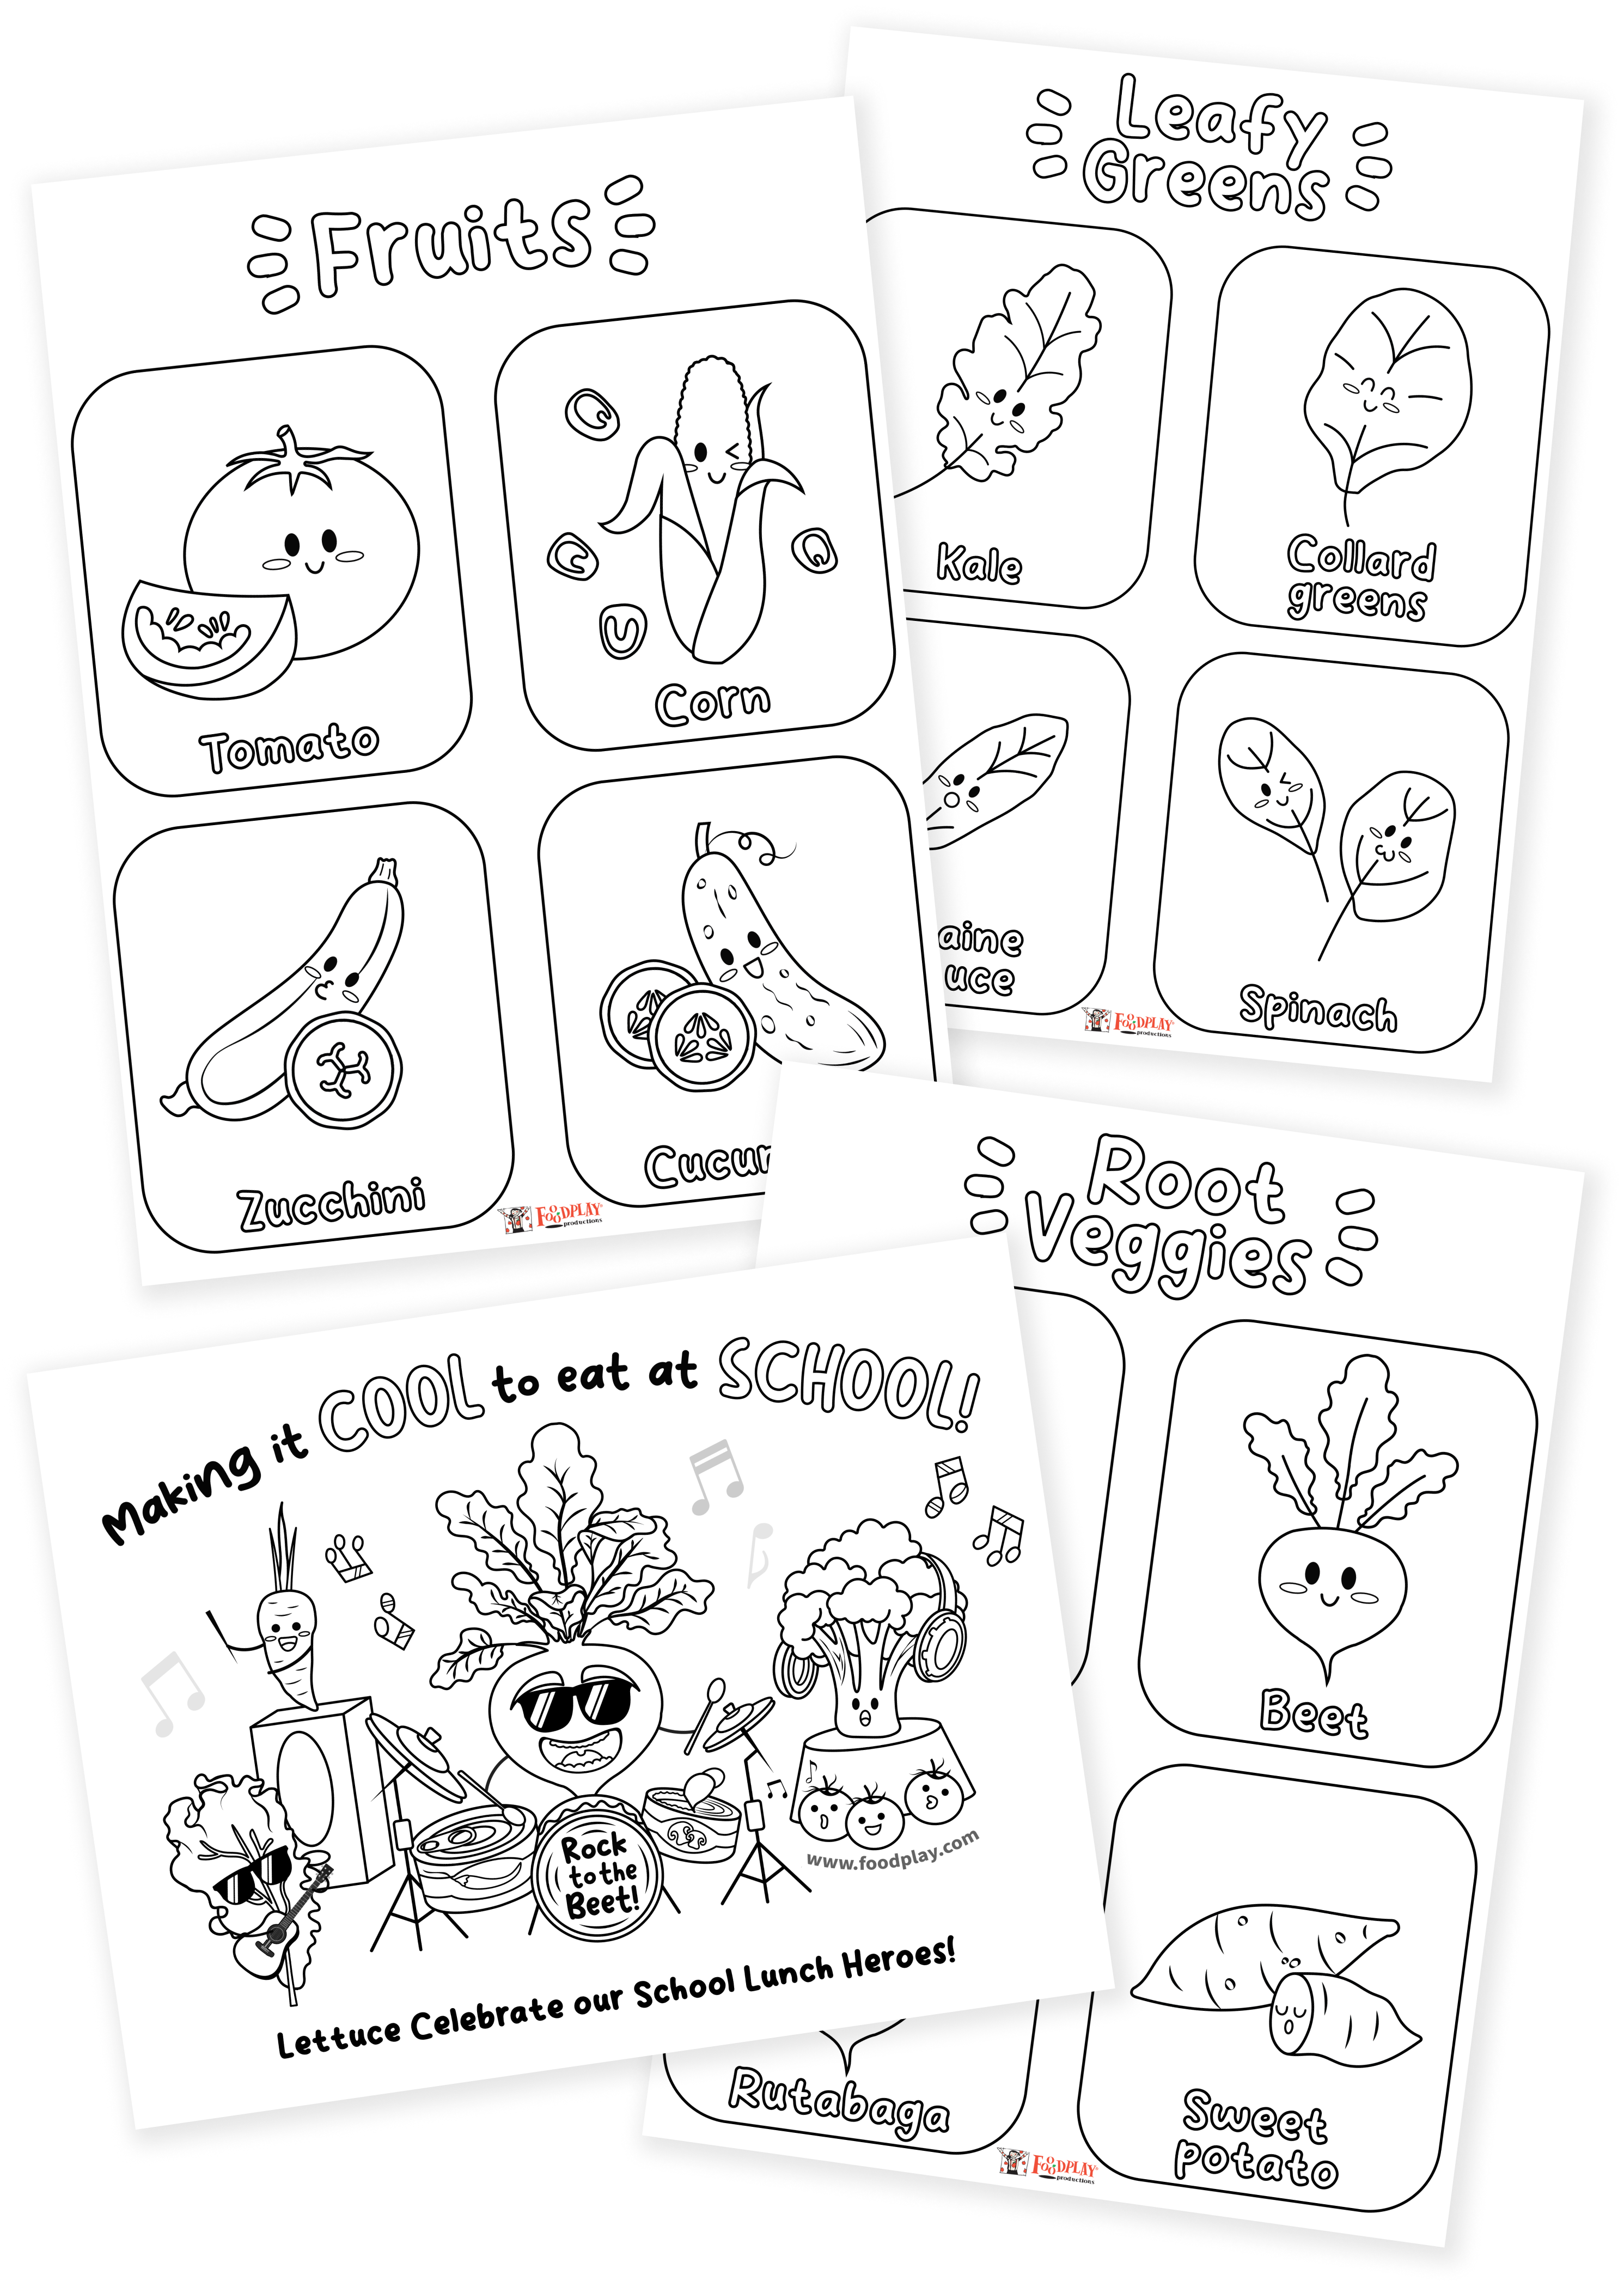 Fruits
Tomato
Corn
Zucchini
Cucu
FOODPLAY
productions
Leafy
Greens
Kale
Collard
greens
aine
uce
Spinach
FOODPLAY
productions
Root
Veggies
Beet
Rutabaga
Sweet
potato
FOODPLAY
productions
Making it COOL to eat at SCHOOL!
Rock
to the
Beet!
www.foodplay.com
Lettuce Celebrate our School Lunch Heroes!